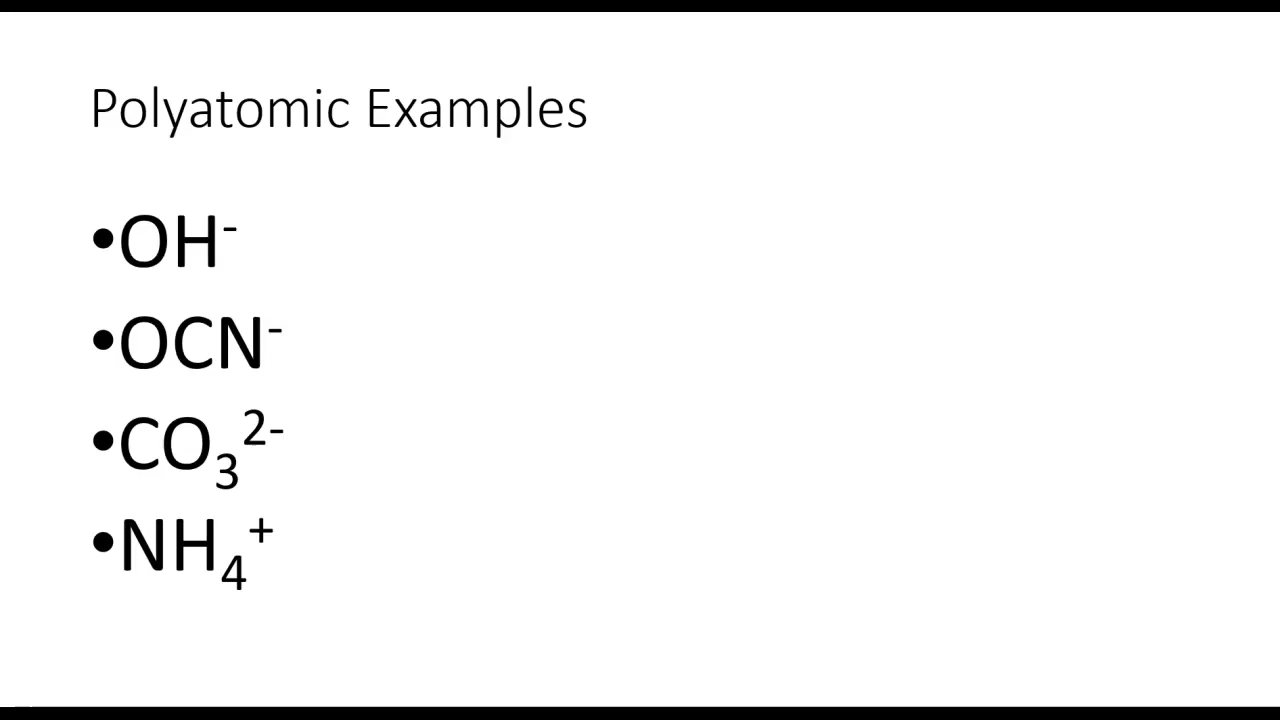 Polyatomic Examples
•OH⁻
•OCN⁻
•CO₃²⁻
•NH₄⁺